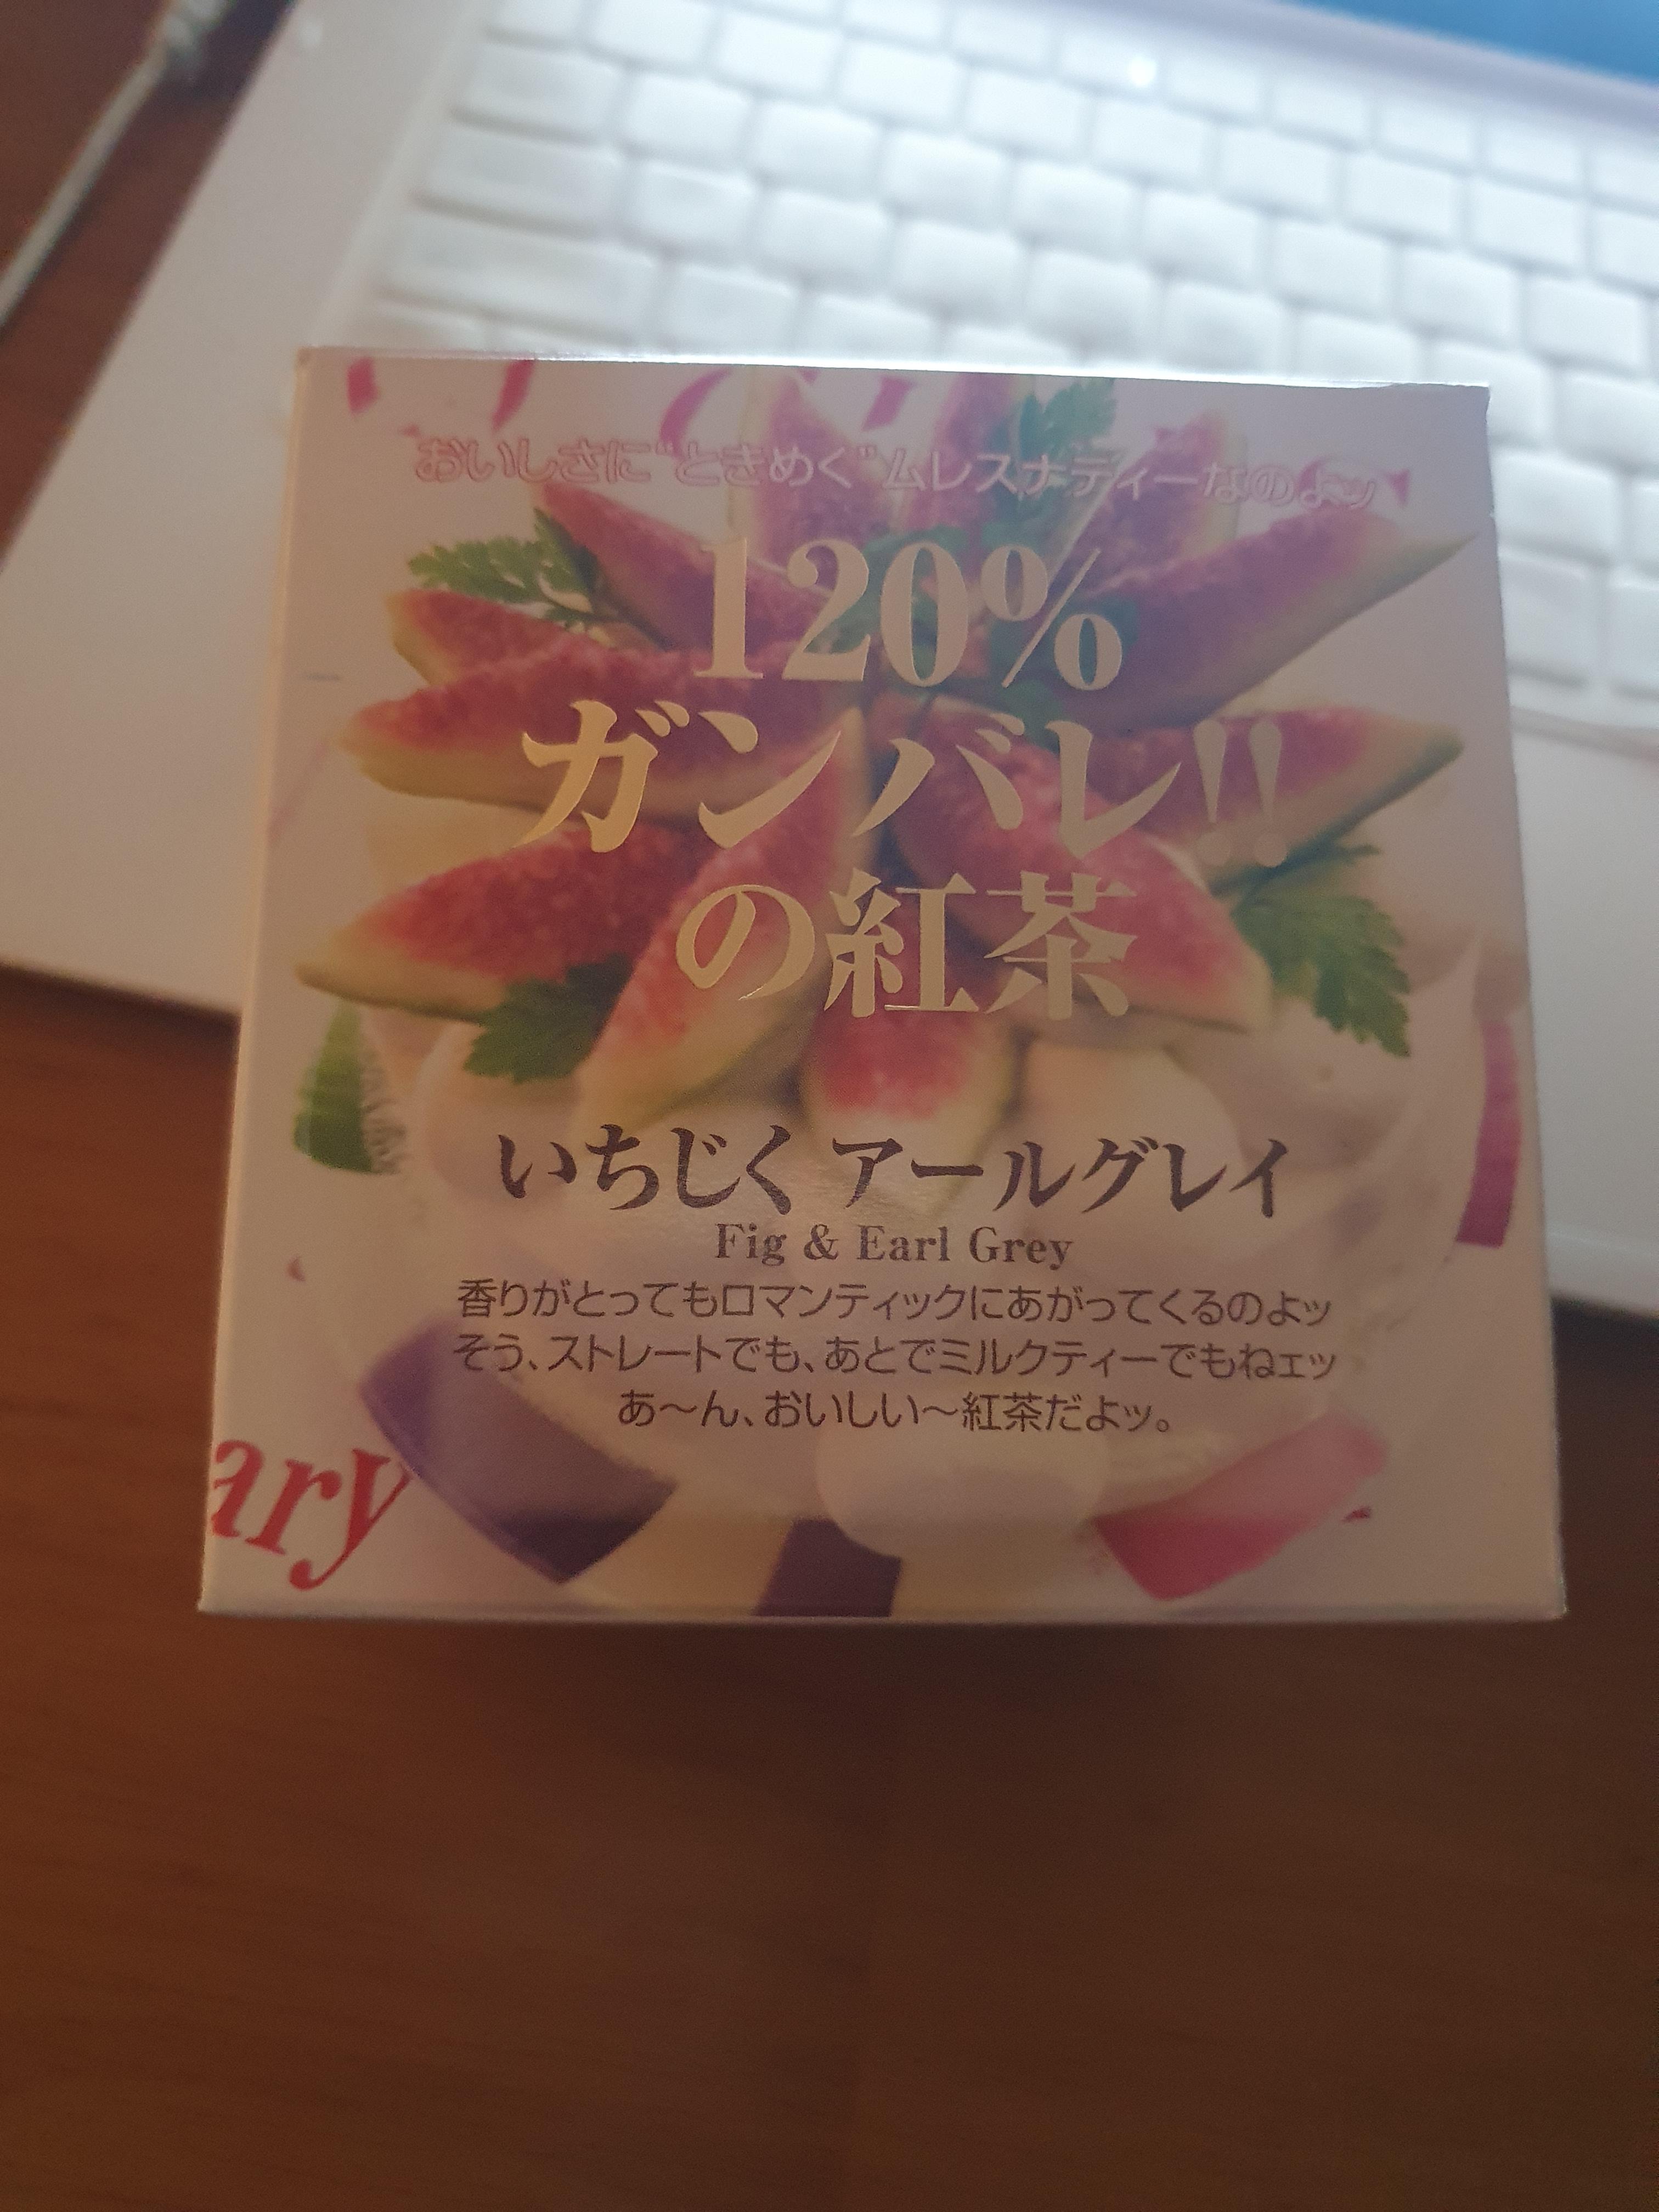 おいしさに"ときめく"ムレスナティーなのよッ
120%
ガンバレ!!
の紅茶
いちじく アールグレイ
Fig & Earl Grey
香りがとってもロマンティックにあがってくるのよッ
そう、ストレートでも、あとでミルクティーでもねェッ
あ〜ん、おいしい〜紅茶だよッ。
ary